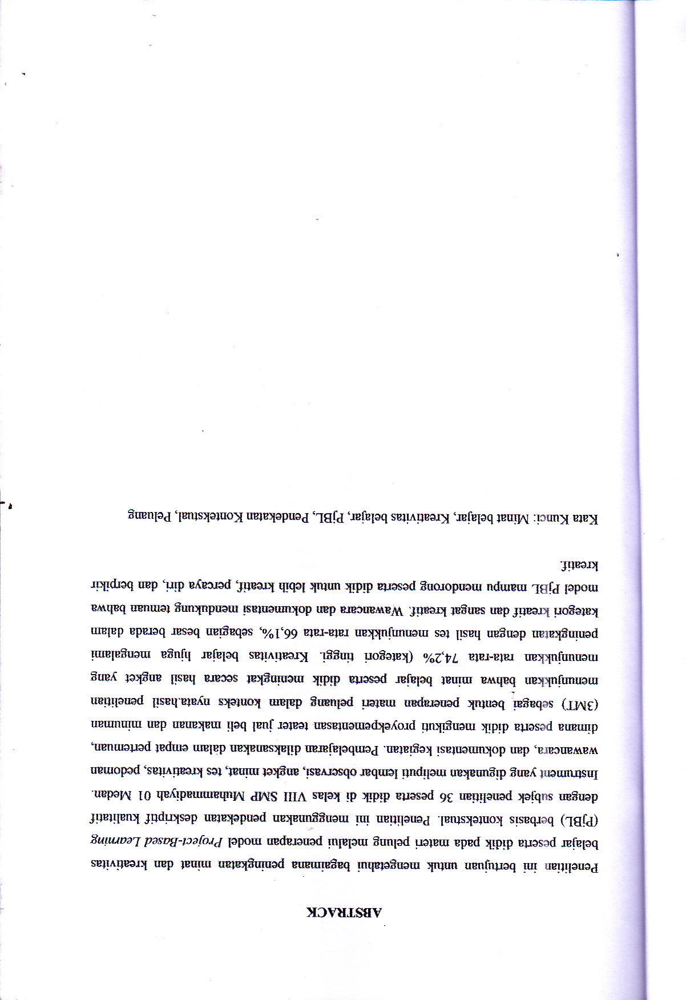 ABSTRACK
Penelitian ini bertujuan untuk mengetahui bagaimana peningkatan minat dan kreativitas
belajar peserta didik pada materi pelung melalui penerapan model Project-Based Learning
(PjBL) berbasis kontekstual. Penelitian ini menggunakan pendekatan deskriptif kualitatif
dengan subjek penelitian 36 peserta didik di kelas VIII SMP Muhammadiyah 01 Medan.
Instrument yang digunakan meliputi lembar observasi, angket minat, tes kreativitas, pedoman
wawancara, dan dokumentasi kegiatan. Pembelajaran dilaksanakan dalam empat pertemuan,
dimana peserta didik mengikuti proyekpementasan teater jual beli makanan dan minuman
(3MT) sebagai bentuk penerapan materi peluang dalam konteks nyata.hasil penelitian
menunjukkan bahwa minat belajar peserta didik meningkat secara hasil angket yang
menunjukkan rata-rata 74,2% (kategori tinggi. Kreativitas belajar hjuga mengalami
peningkatan dengan hasil tes menunjukkan rata-rata 66,1%, sebagian besar berada dalam
kategori kreatif dan sangat kreatif. Wawancara dan dokumentasi mendukung temuan bahwa
model PjBL mampu mendorong peserta didik untuk lebih kreatif, percaya diri, dan berpikir
kreatif.
Kata Kunci: Minat belajar, Kreativitas belajar, PjBL, Pendekatan Kontekstual, Peluang